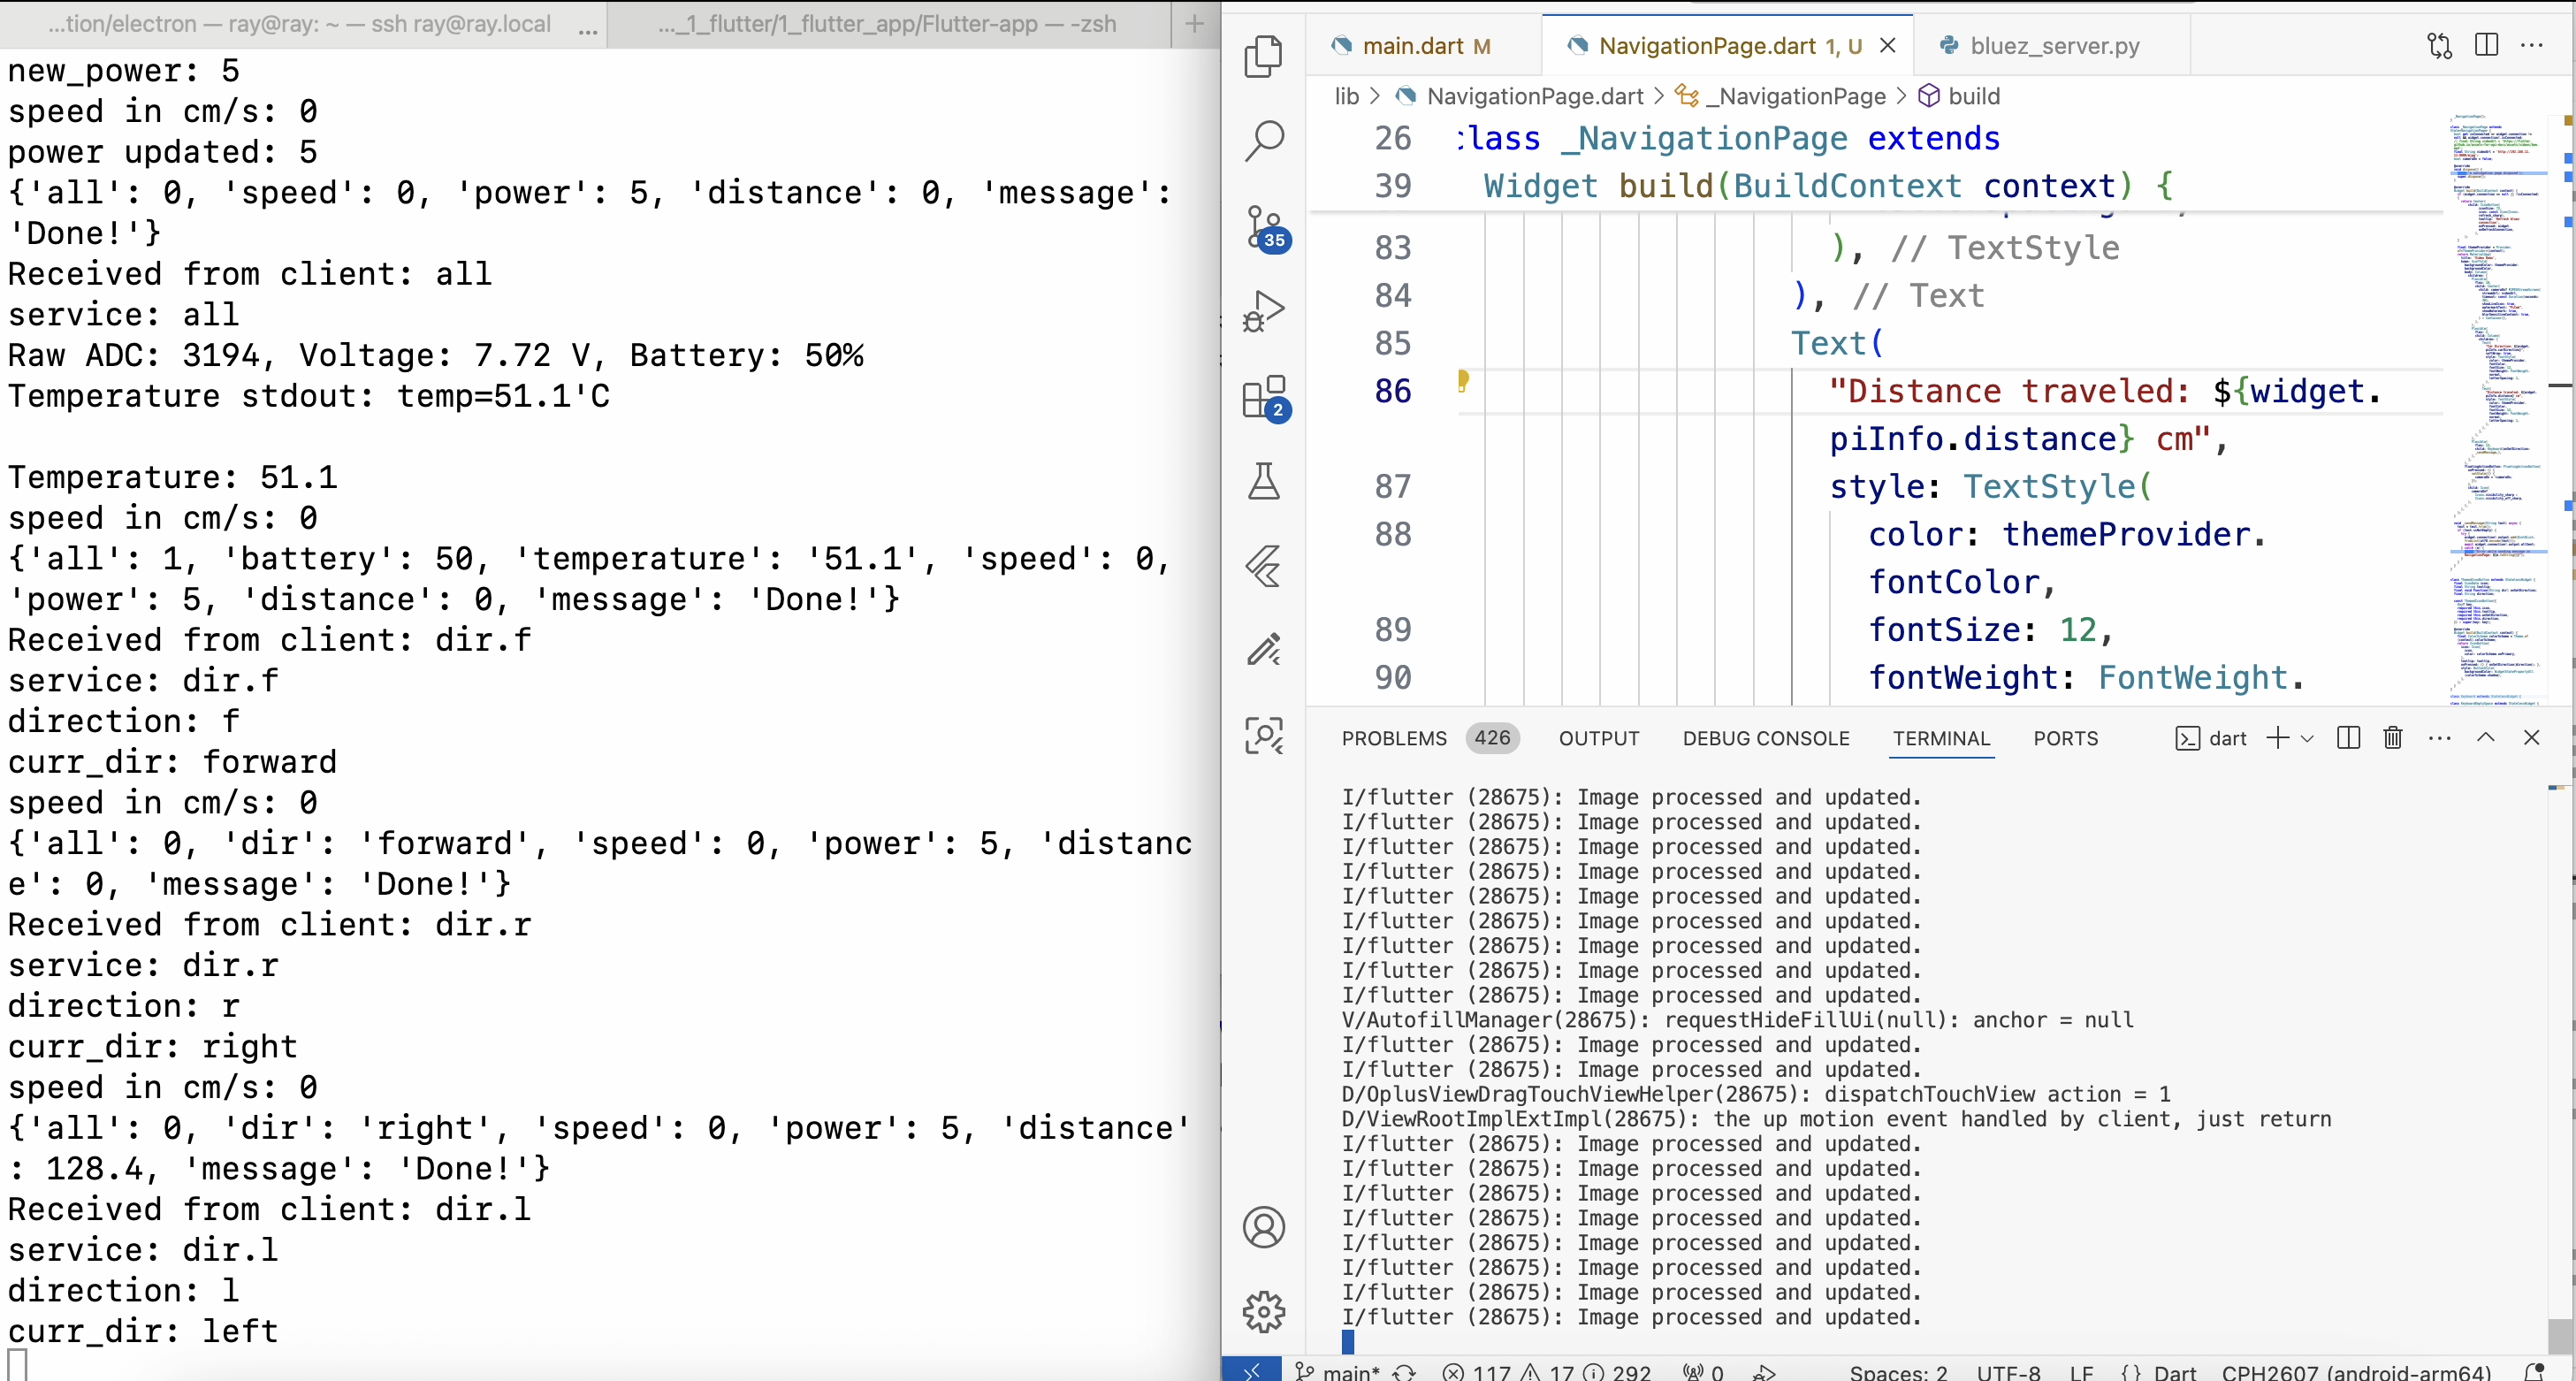 ...tion/electron — ray@ray: ~ — ssh ray@ray.local ...
..._1_flutter/1_flutter_app/Flutter-app — -zsh +
new_power: 5
speed in cm/s: 0
power updated: 5
{'all': 0, 'speed': 0, 'power': 5, 'distance': 0, 'message':
'Done!'}
Received from client: all
service: all
Raw ADC: 3194, Voltage: 7.72 V, Battery: 50%
Temperature stdout: temp=51.1'C
Temperature: 51.1
speed in cm/s: 0
{'all': 1, 'battery': 50, 'temperature': '51.1', 'speed': 0,
'power': 5, 'distance': 0, 'message': 'Done!'}
Received from client: dir.f
service: dir.f
direction: f
curr_dir: forward
speed in cm/s: 0
{'all': 0, 'dir': 'forward', 'speed': 0, 'power': 5, 'distanc
e': 0, 'message': 'Done!'}
Received from client: dir.r
service: dir.r
direction: r
curr_dir: right
speed in cm/s: 0
{'all': 0, 'dir': 'right', 'speed': 0, 'power': 5, 'distance'
: 128.4, 'message': 'Done!'}
Received from client: dir.l
service: dir.l
direction: l
curr_dir: left
35
2
main.dart M
NavigationPage.dart 1, U
bluez_server.py
lib > NavigationPage.dart > _NavigationPage > build
26 class _NavigationPage extends
39 Widget build(BuildContext context) {
83 ), // TextStyle
84 ), // Text
85 Text(
86 "Distance traveled: ${widget.
piInfo.distance} cm",
87 style: TextStyle(
88 color: themeProvider.
fontColor,
89 fontSize: 12,
90 fontWeight: FontWeight.
PROBLEMS 426 OUTPUT DEBUG CONSOLE TERMINAL PORTS dart
I/flutter (28675): Image processed and updated.
I/flutter (28675): Image processed and updated.
I/flutter (28675): Image processed and updated.
I/flutter (28675): Image processed and updated.
I/flutter (28675): Image processed and updated.
I/flutter (28675): Image processed and updated.
I/flutter (28675): Image processed and updated.
I/flutter (28675): Image processed and updated.
I/flutter (28675): Image processed and updated.
V/AutofillManager(28675): requestHideFillUi(null): anchor = null
I/flutter (28675): Image processed and updated.
I/flutter (28675): Image processed and updated.
D/OplusViewDragTouchViewHelper(28675): dispatchTouchView action = 1
D/ViewRootImplExtImpl(28675): the up motion event handled by client, just return
I/flutter (28675): Image processed and updated.
I/flutter (28675): Image processed and updated.
I/flutter (28675): Image processed and updated.
I/flutter (28675): Image processed and updated.
I/flutter (28675): Image processed and updated.
I/flutter (28675): Image processed and updated.
I/flutter (28675): Image processed and updated.
I/flutter (28675): Image processed and updated.
main* 117 17 292 0 Spaces: 2 UTF-8 LF {} Dart CPH2607 (android-arm64)